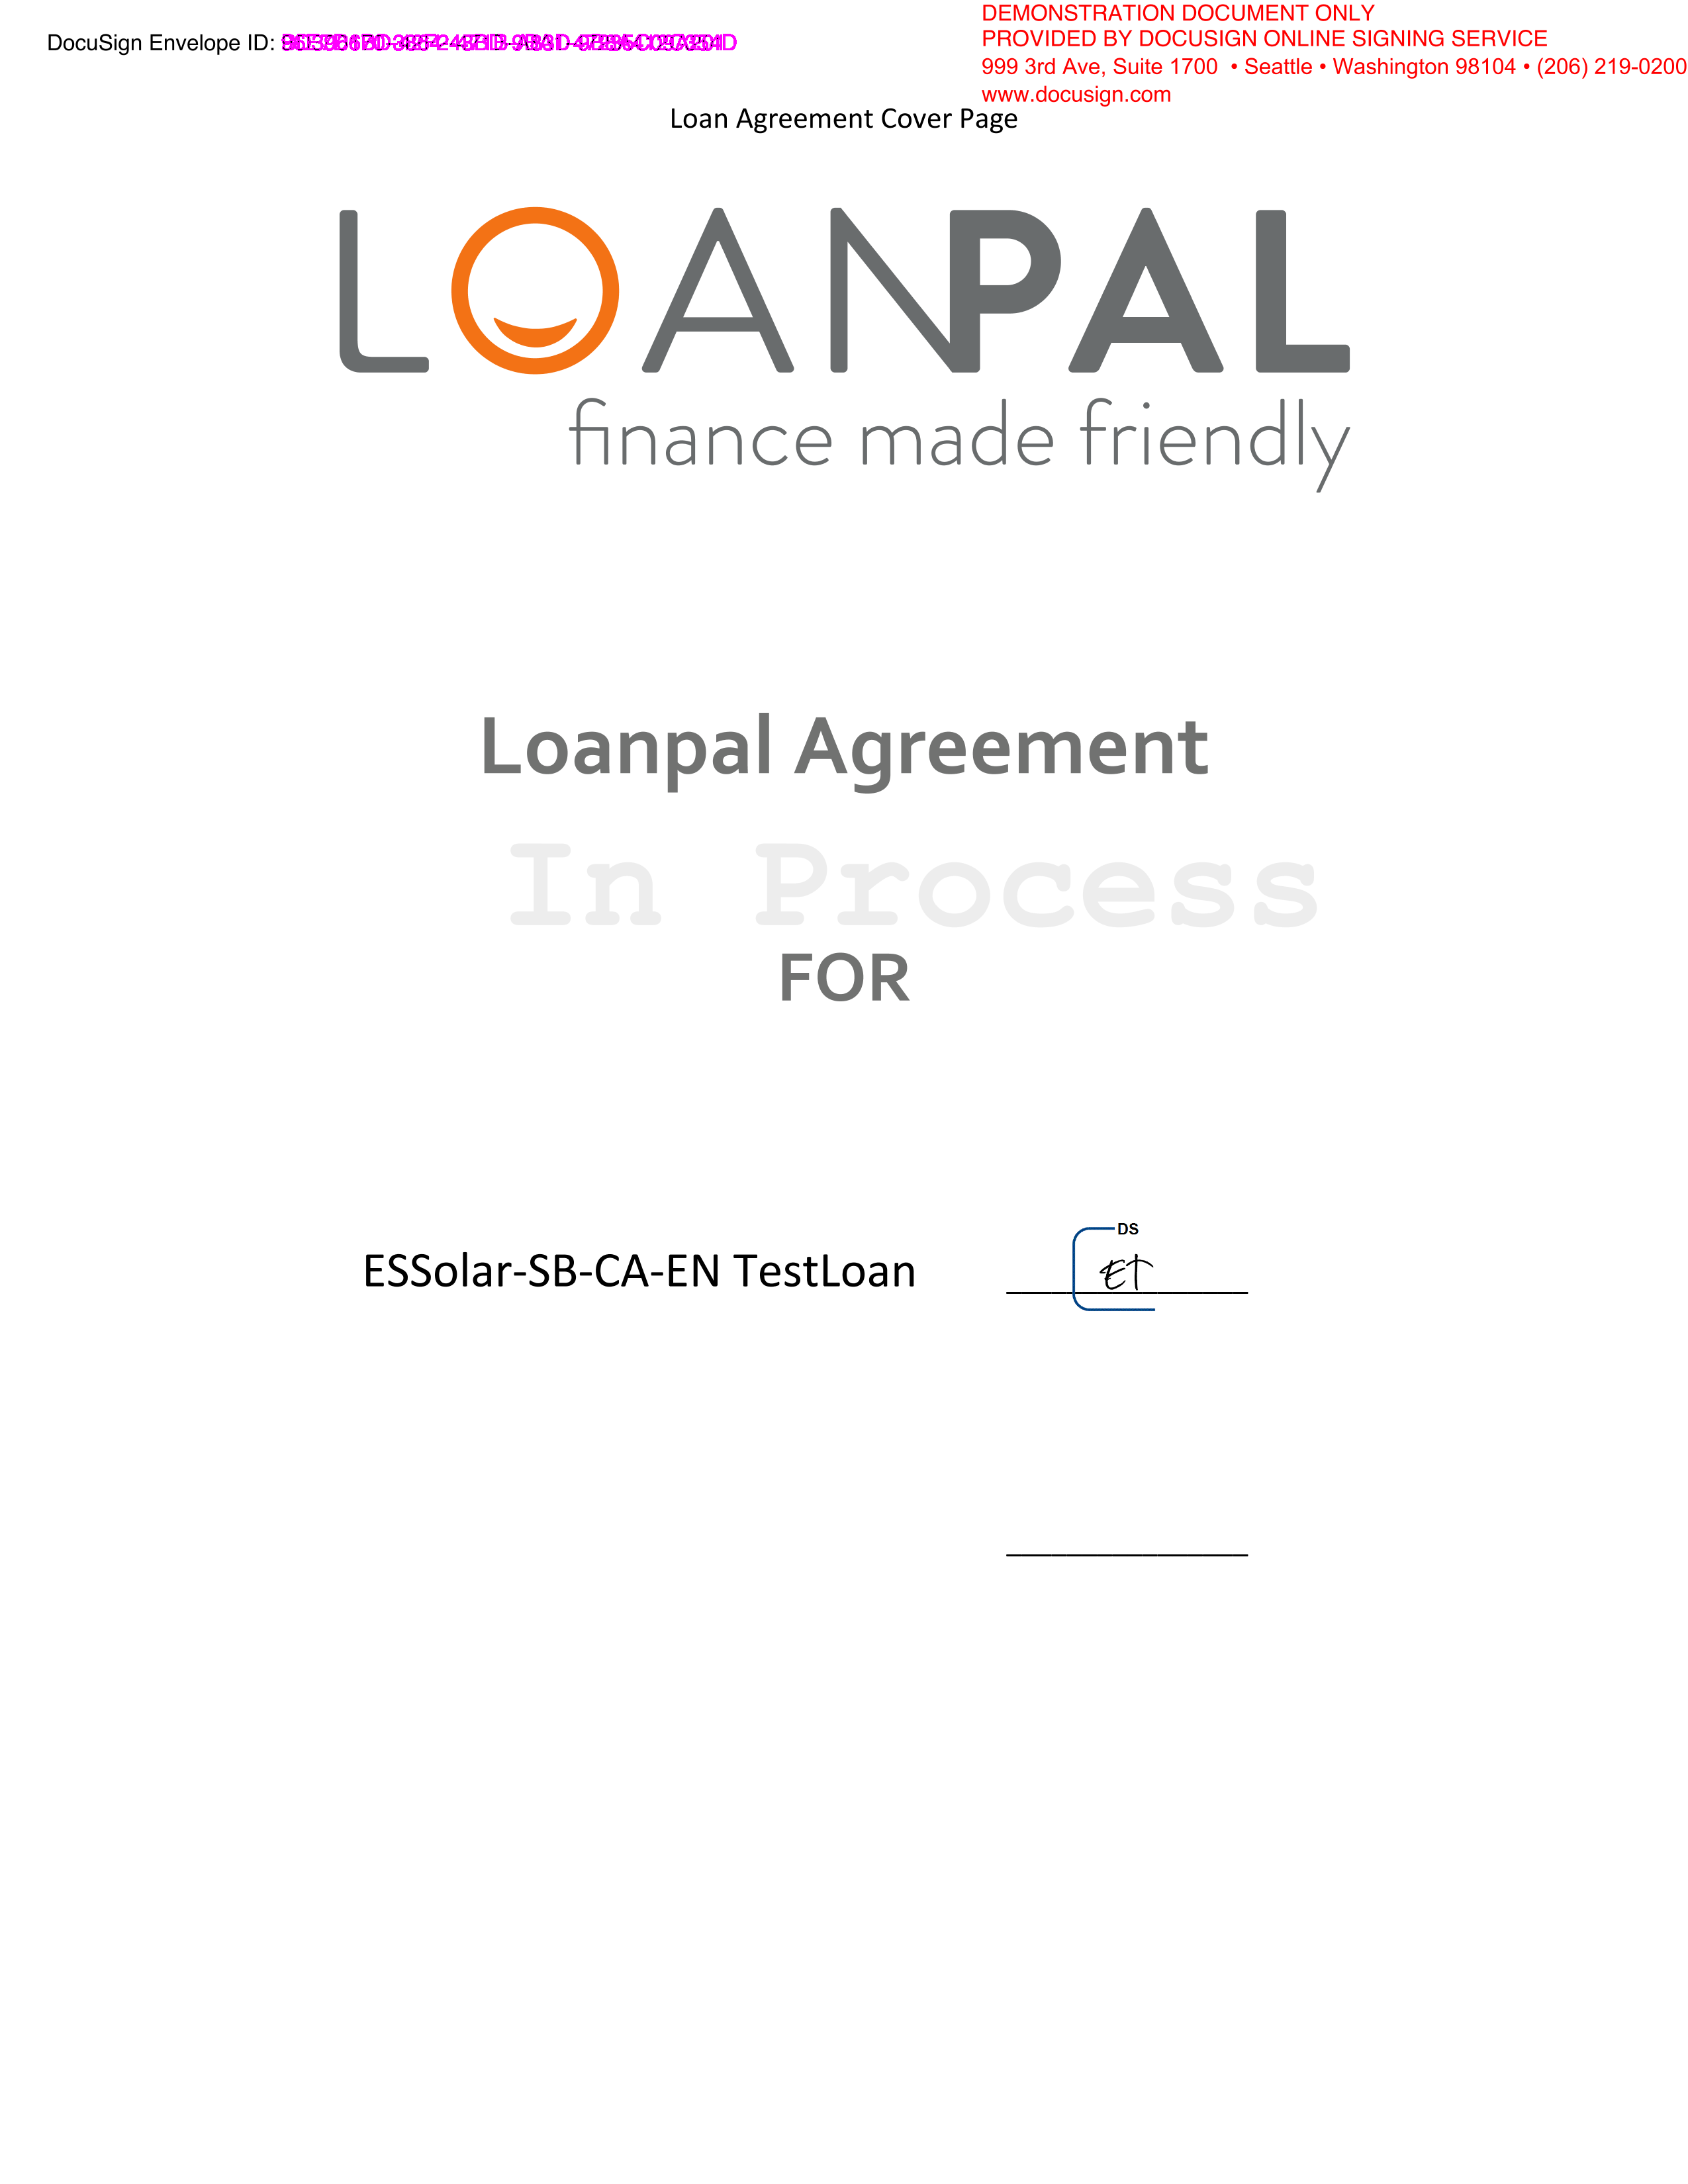 DEMONSTRATION DOCUMENT ONLY
PROVIDED BY DOCUSIGN ONLINE SIGNING SERVICE
999 3rd Ave, Suite 1700 • Seattle • Washington 98104 • (206) 219-0200
www.docusign.com
DocuSign Envelope ID:
Loan Agreement Cover Page
LOANPAL
finance made friendly
Loanpal Agreement
In Process
FOR
DS
ESSolar-SB-CA-EN TestLoan
ET